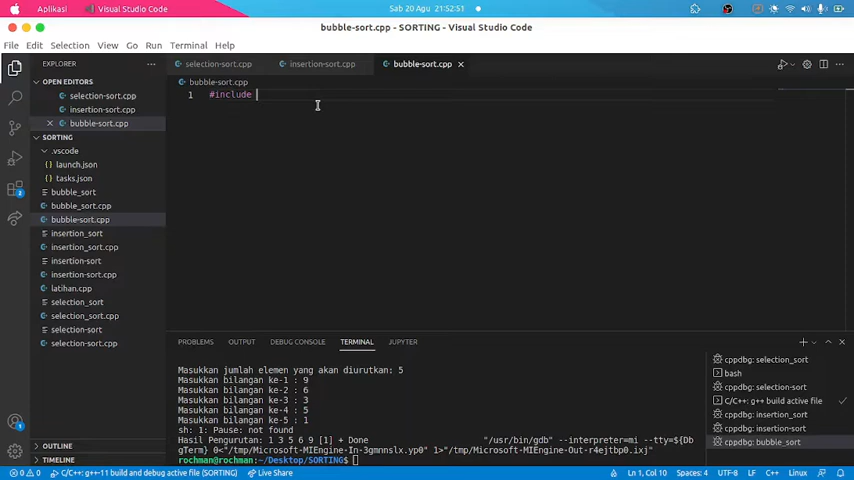 Aplikasi Visual Studio Code Sab 20 Agu 22:52:51
bubble-sort.cpp - SORTING - Visual Studio Code
File Edit Selection View Go Run Terminal Help
EXPLORER
selection-sort.cpp insertion-sort.cpp bubble-sort.cpp
OPEN EDITORS
selection-sort.cpp
insertion-sort.cpp
bubble-sort.cpp
SORTING
.vscode
launch.json
tasks.json
bubble_sort
bubble_sort.cpp
bubble-sort.cpp
insertion_sort
insertion_sort.cpp
insertion-sort
insertion-sort.cpp
latihan.cpp
selection_sort
selection_sort.cpp
selection-sort
selection-sort.cpp
OUTLINE
TIMELINE
bubble-sort.cpp
1 #include
PROBLEMS OUTPUT DEBUG CONSOLE TERMINAL JUPYTER
Masukkan jumlah elemen yang akan diurutkan: 5
Masukkan bilangan ke-1 : 9
Masukkan bilangan ke-2 : 6
Masukkan bilangan ke-3 : 3
Masukkan bilangan ke-4 : 5
Masukkan bilangan ke-5 : 1
sh: 1: Pause: not found
Hasil Pengurutan: 1 3 5 6 9 [1] + Done "/usr/bin/gdb" --interpreter=mi --tty=${Db
gTerm} 0<"/tmp/Microsoft-MIEngine-In-3gmnnslx.yp0" 1>"/tmp/Microsoft-MIEngine-Out-r4ejtbp0.ixj"
rochman@rochman:~/Desktop/SORTING$
cppdbg: selection_sort
bash
cppdbg: selection-sort
C/C++: g++ build active file
cppdbg: insertion_sort
cppdbg: insertion-sort
cppdbg: bubble_sort
2
1
0 0 C/C++: g++-11 build and debug active file (SORTING) Live Share Ln 1, Col 10 Spaces: 4 UTF-8 LF C++ Linux